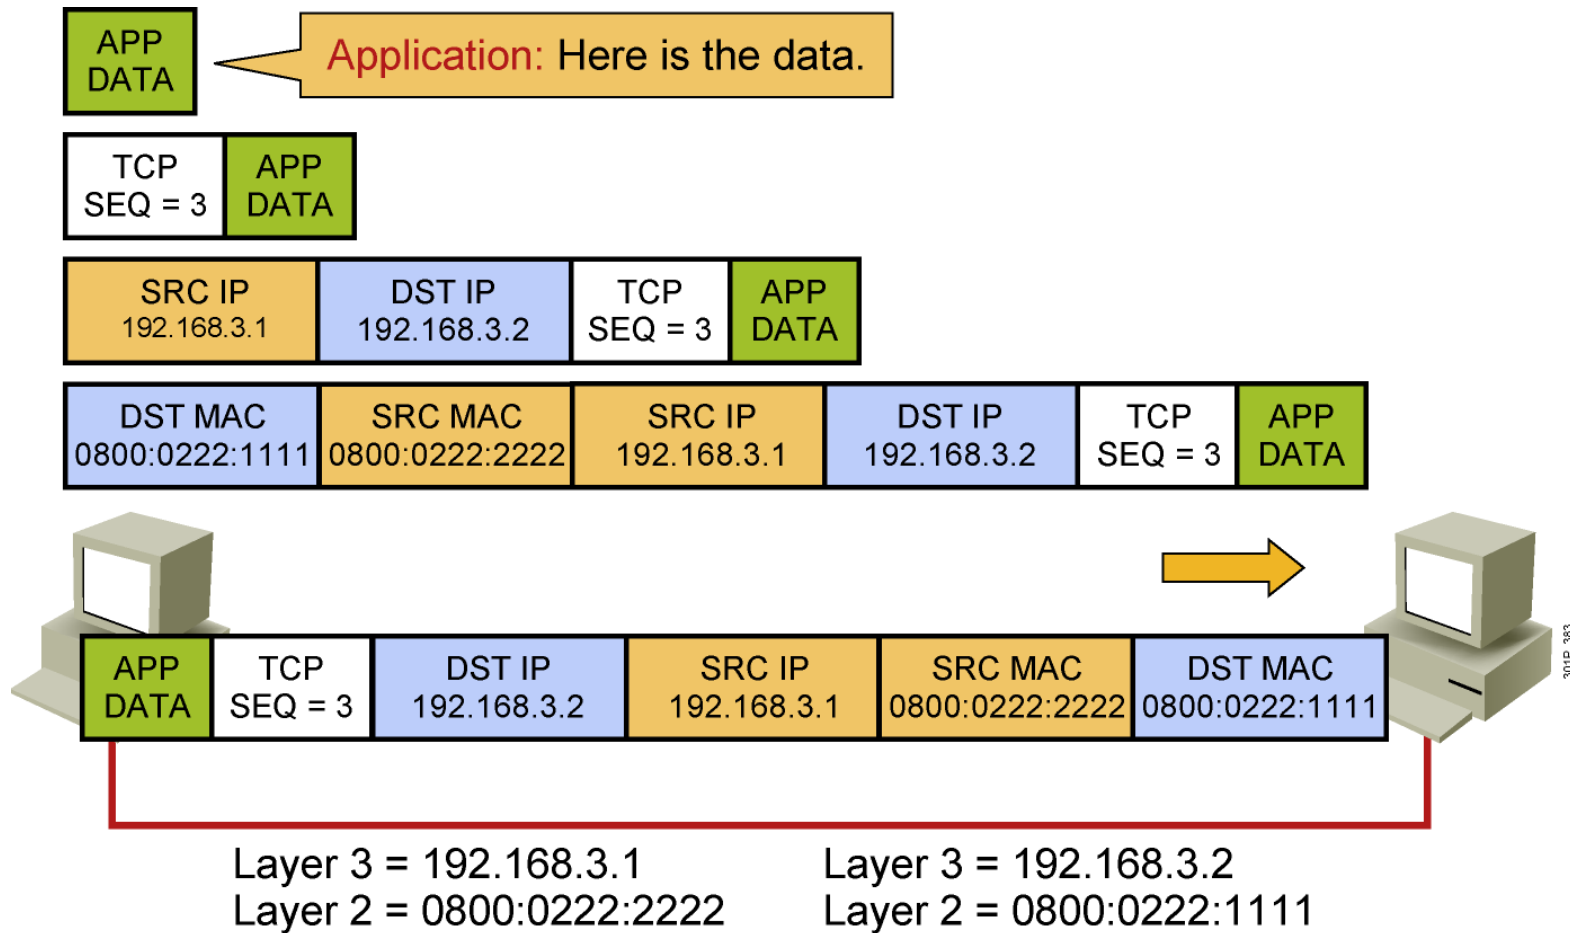 APP
DATA
Application: Here is the data.
TCP
SEQ = 3
APP
DATA
SRC IP
192.168.3.1
DST IP
192.168.3.2
TCP
SEQ = 3
APP
DATA
DST MAC
0800:0222:1111
SRC MAC
0800:0222:2222
SRC IP
192.168.3.1
DST IP
192.168.3.2
TCP
SEQ = 3
APP
DATA
APP
DATA
TCP
SEQ = 3
DST IP
192.168.3.2
SRC IP
192.168.3.1
SRC MAC
0800:0222:2222
DST MAC
0800:0222:1111
301P_383
Layer 3 = 192.168.3.1
Layer 2 = 0800:0222:2222
Layer 3 = 192.168.3.2
Layer 2 = 0800:0222:1111